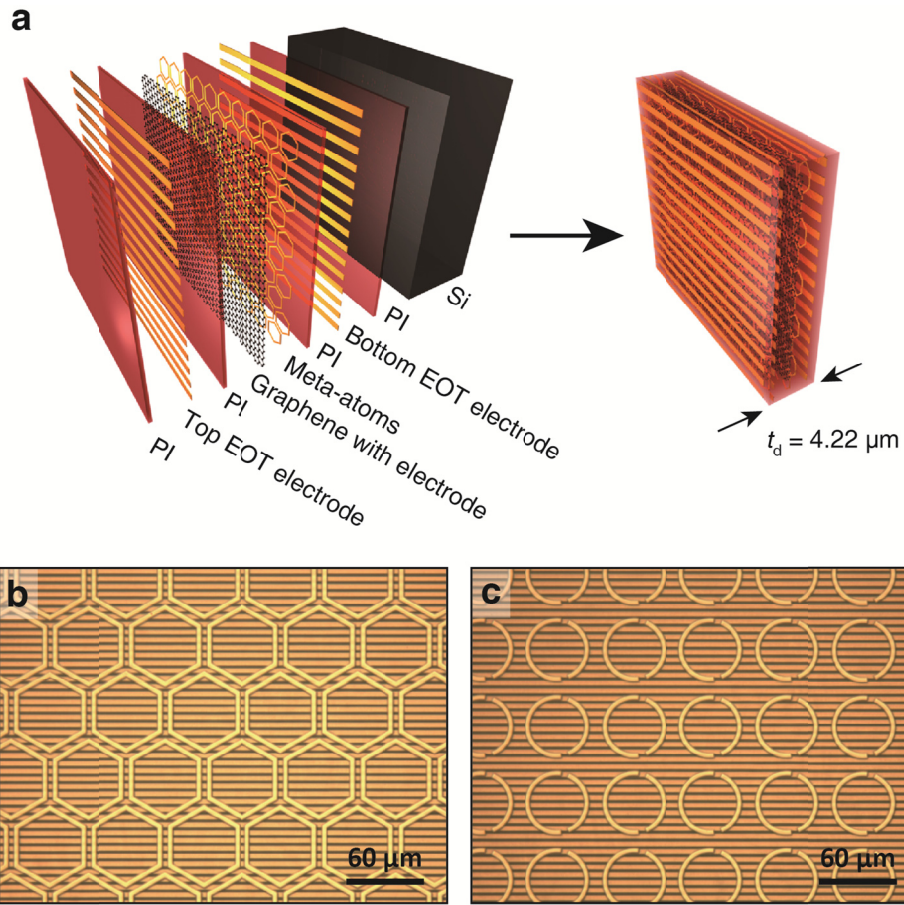 a
Si
PI
Bottom EOT electrode
PI
Meta-atoms
Graphene with electrode
PI
Top EOT electrode
PI
td = 4.22 µm
b
60 µm
c
60 µm